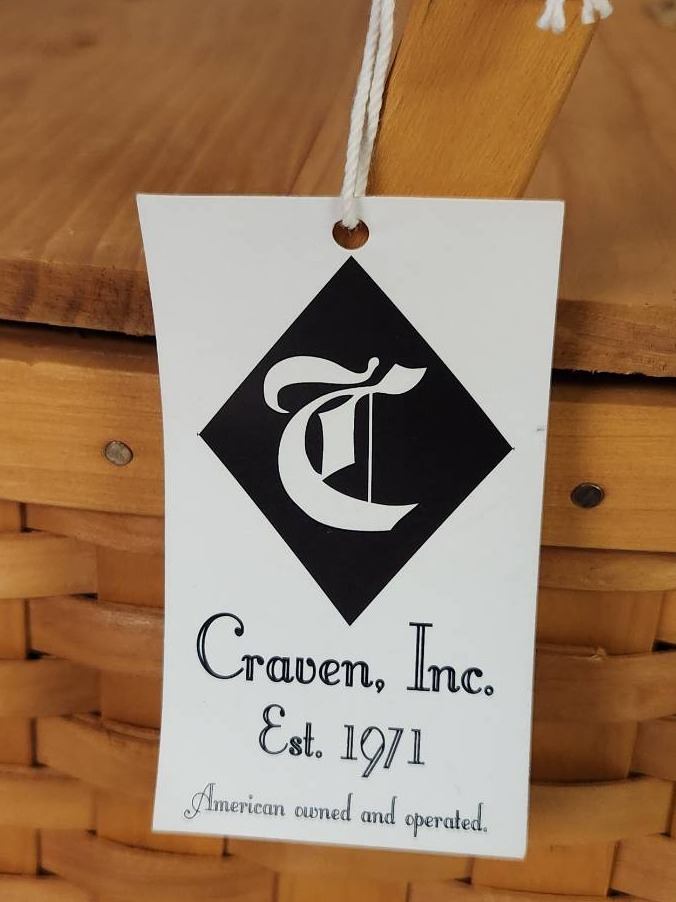 T
Craven, Inc.
Est. 1971
American owned and operated.